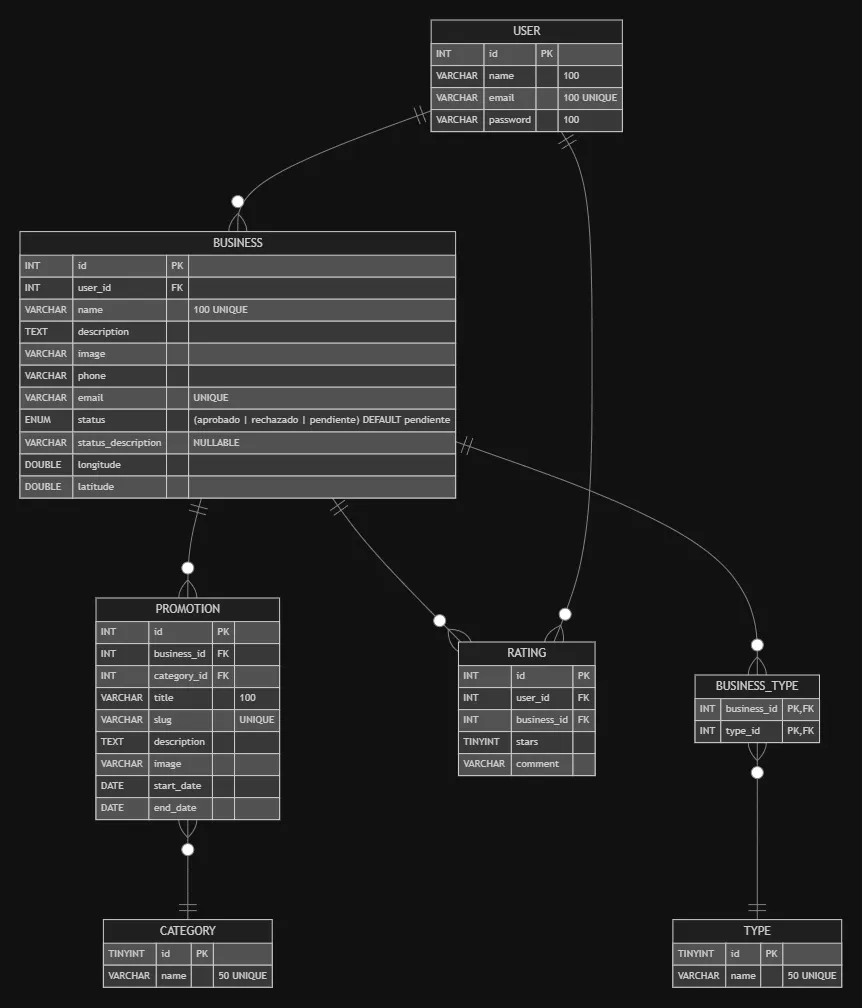 USER
INT id PK
VARCHAR name 100
VARCHAR email 100 UNIQUE
VARCHAR password 100
BUSINESS
INT id PK
INT user_id FK
VARCHAR name 100 UNIQUE
TEXT description
VARCHAR image
VARCHAR phone
VARCHAR email UNIQUE
ENUM status (aprobado | rechazado | pendiente) DEFAULT pendiente
VARCHAR status_description NULLABLE
DOUBLE longitude
DOUBLE latitude
PROMOTION
INT id PK
INT business_id FK
INT category_id FK
VARCHAR title 100
VARCHAR slug UNIQUE
TEXT description
VARCHAR image
DATE start_date
DATE end_date
RATING
INT id PK
INT user_id FK
INT business_id FK
TINYINT stars
VARCHAR comment
BUSINESS_TYPE
INT business_id PK,FK
INT type_id PK,FK
CATEGORY
TINYINT id PK
VARCHAR name 50 UNIQUE
TYPE
TINYINT id PK
VARCHAR name 50 UNIQUE